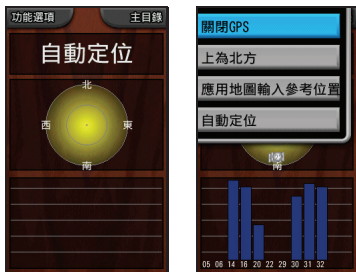 功能選項 主目錄
自動定位
北
西 東
南
關閉GPS
上為北方
應用地圖輸入參考位置
自動定位
南
05 06 14 16 20 22 29 30 31 32